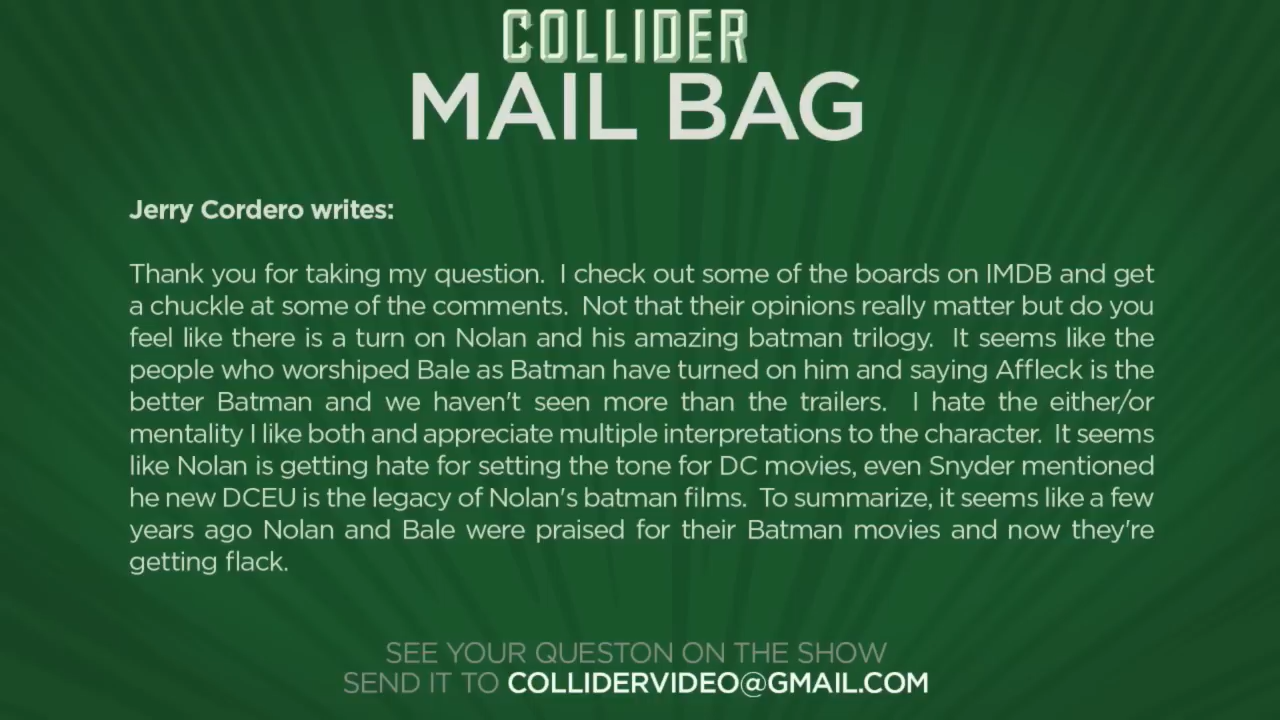 COLLIDER
MAIL BAG
Jerry Cordero writes:
Thank you for taking my question. I check out some of the boards on IMDB and get
a chuckle at some of the comments. Not that their opinions really matter but do you
feel like there is a turn on Nolan and his amazing batman trilogy. It seems like the
people who worshiped Bale as Batman have turned on him and saying Affleck is the
better Batman and we haven't seen more than the trailers. I hate the either/or
mentality I like both and appreciate multiple interpretations to the character. It seems
like Nolan is getting hate for setting the tone for DC movies, even Snyder mentioned
he new DCEU is the legacy of Nolan's batman films. To summarize, it seems like a few
years ago Nolan and Bale were praised for their Batman movies and now they're
getting flack.
SEE YOUR QUESTON ON THE SHOW
SEND IT TO COLLIDERVIDEO@GMAIL.COM